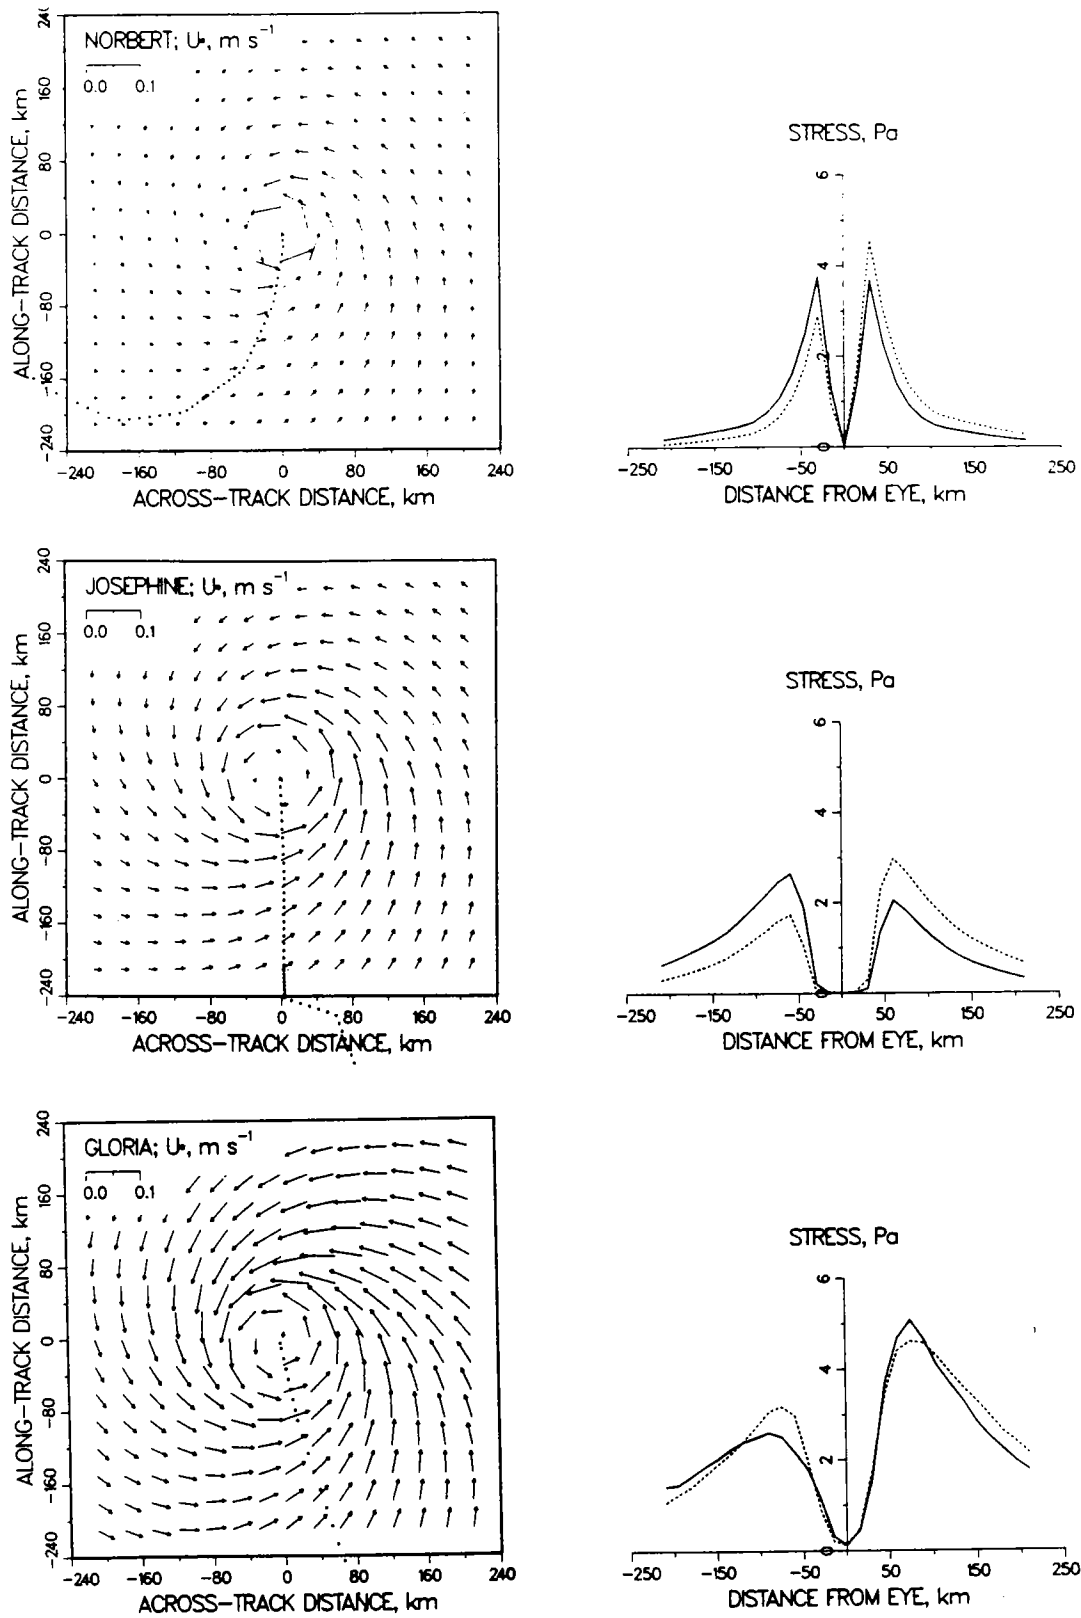 NORBERT; U*, m s⁻¹
0.0 0.1
24
160
80
0
-80
-160
-240
ALONG-TRACK DISTANCE, km
-240 -160 -80 0 80 160 240
ACROSS-TRACK DISTANCE, km
STRESS, Pa
6
4
2
0
-250 -150 -50 50 150 250
DISTANCE FROM EYE, km
JOSEPHINE; U*, m s⁻¹
0.0 0.1
240
160
80
0
-80
-160
-240
ALONG-TRACK DISTANCE, km
-240 -160 -80 0 80 160 240
ACROSS-TRACK DISTANCE, km
STRESS, Pa
6
4
2
0
-250 -150 -50 50 150 250
DISTANCE FROM EYE, km
GLORIA; U*, m s⁻¹
0.0 0.1
240
160
80
0
-80
-160
-240
ALONG-TRACK DISTANCE, km
-240 -160 -80 0 80 160 240
ACROSS-TRACK DISTANCE, km
STRESS, Pa
6
4
2
0
-250 -150 -50 50 150 250
DISTANCE FROM EYE, km